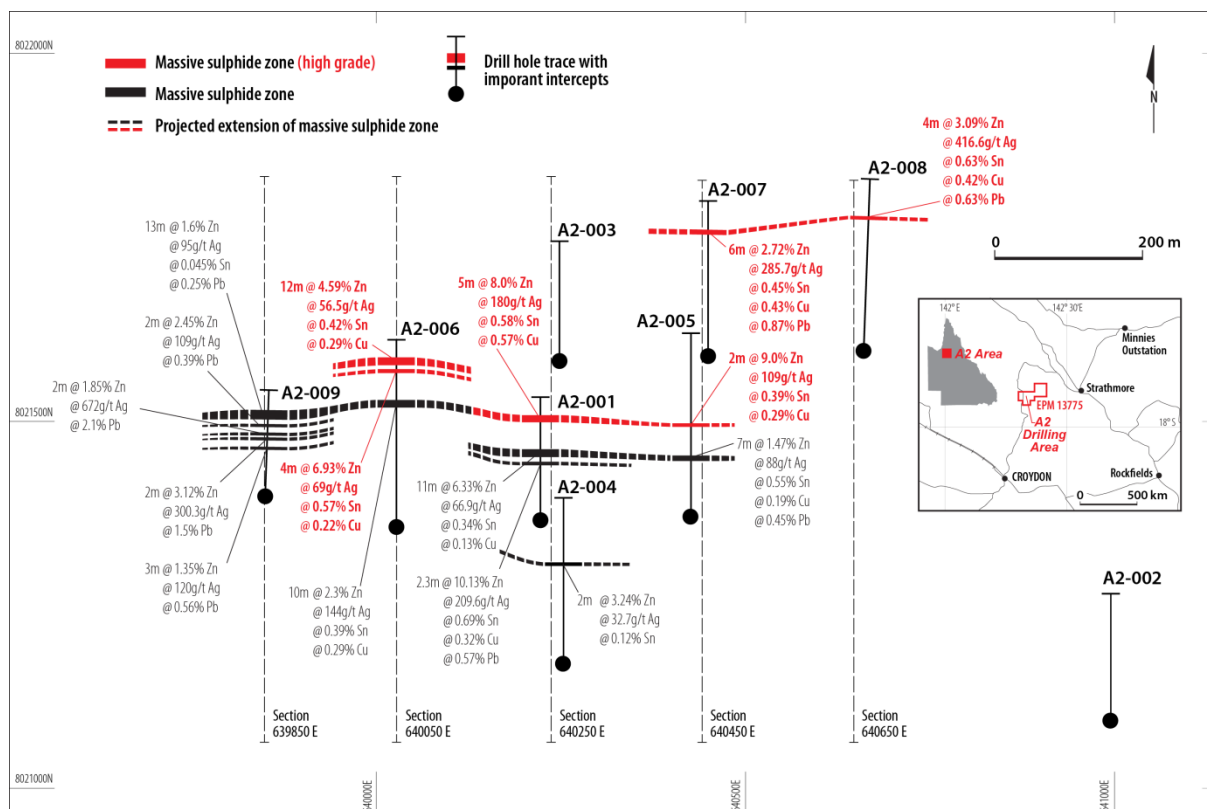 8022000N
Massive sulphide zone (high grade)
Massive sulphide zone
Projected extension of massive sulphide zone
Drill hole trace with
imporant intercepts
N
4m @ 3.09% Zn
@ 416.6g/t Ag
@ 0.63% Sn
@ 0.42% Cu
@ 0.63% Pb
A2-008
A2-007
A2-003
0 200 m
13m @ 1.6% Zn
@ 95g/t Ag
@ 0.045% Sn
@ 0.25% Pb
12m @ 4.59% Zn
@ 56.5g/t Ag
@ 0.42% Sn
@ 0.29% Cu
A2-006
5m @ 8.0% Zn
@ 180g/t Ag
@ 0.58% Sn
@ 0.57% Cu
6m @ 2.72% Zn
@ 285.7g/t Ag
@ 0.45% Sn
@ 0.43% Cu
@ 0.87% Pb
A2-005
2m @ 2.45% Zn
@ 109g/t Ag
@ 0.39% Pb
2m @ 9.0% Zn
@ 109g/t Ag
@ 0.39% Sn
@ 0.29% Cu
2m @ 1.85% Zn
@ 672g/t Ag
@ 2.1% Pb
A2-009
A2-001
8021500N
142° E
142° 30'
Minnies
Outstation
A2 Area
Strathmore
EPM 13775
A2
Drilling
Area
18° 5
CROYDON
Rockfields
0 500 km
7m @ 1.47% Zn
@ 88g/t Ag
@ 0.55% Sn
@ 0.19% Cu
@ 0.45% Pb
4m @ 6.93% Zn
@ 69g/t Ag
@ 0.57% Sn
@ 0.22% Cu
11m @ 6.33% Zn
@ 66.9g/t Ag
@ 0.34% Sn
@ 0.13% Cu
A2-004
2m @ 3.12% Zn
@ 300.3g/t Ag
@ 1.5% Pb
3m @ 1.35% Zn
@ 120g/t Ag
@ 0.56% Pb
10m @ 2.3% Zn
@ 144g/t Ag
@ 0.39% Sn
@ 0.29% Cu
2.3m @ 10.13% Zn
@ 209.6g/t Ag
@ 0.69% Sn
@ 0.32% Cu
@ 0.57% Pb
2m @ 3.24% Zn
@ 32.7g/t Ag
@ 0.12% Sn
A2-002
Section
639850 E
Section
640050 E
Section
640250 E
Section
640450 E
Section
640650 E
8021000N
640000E
640500E
641000E